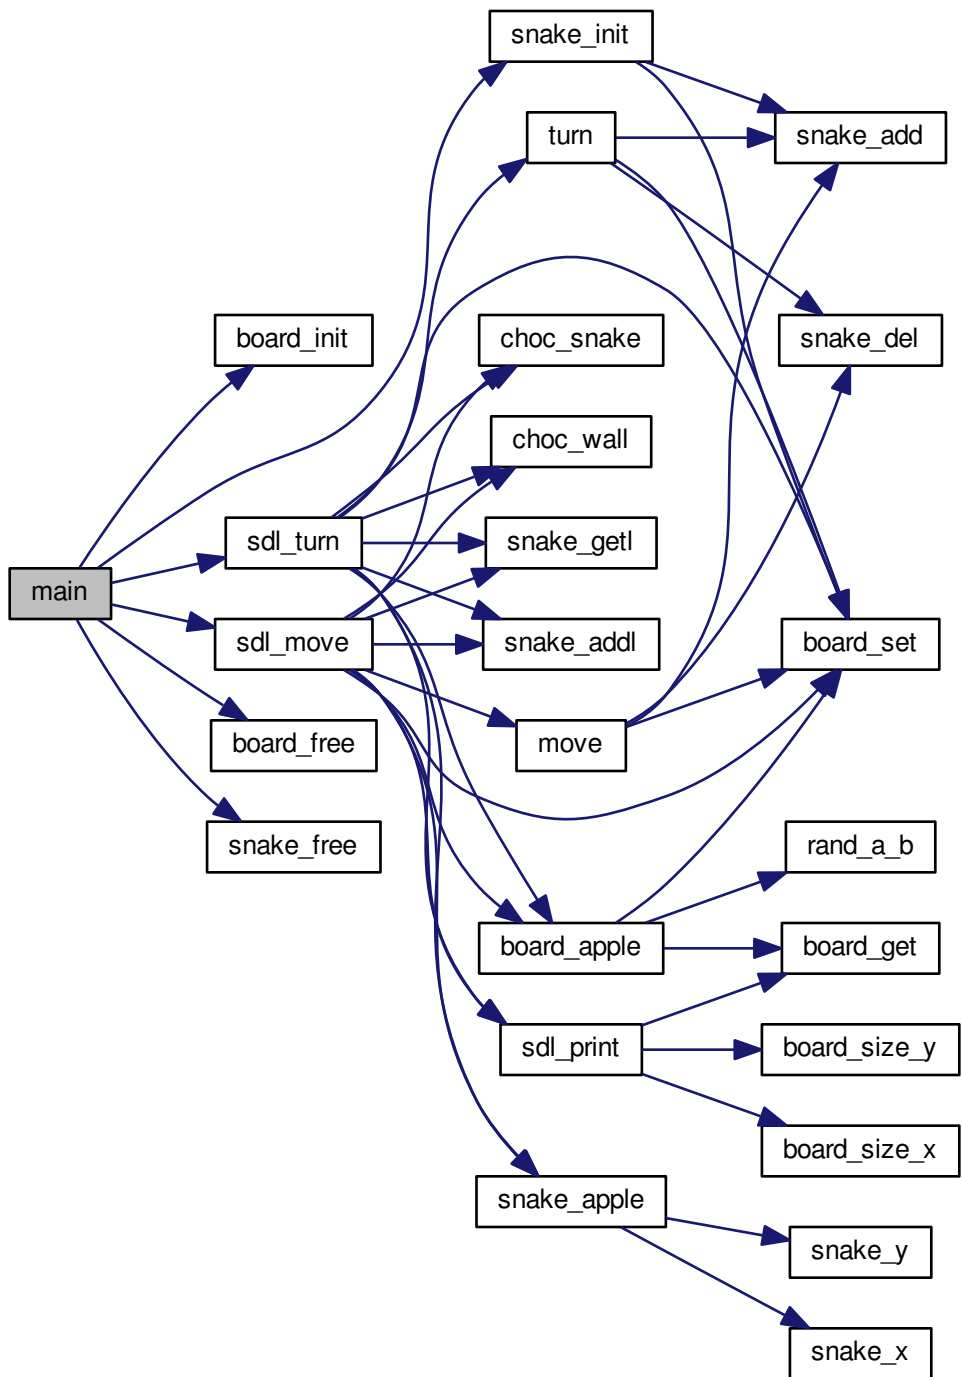 main
board_init
sdl_turn
sdl_move
board_free
snake_free
snake_init
turn
choc_snake
choc_wall
snake_getl
snake_addl
move
board_apple
sdl_print
snake_apple
snake_add
snake_del
board_set
rand_a_b
board_get
board_size_y
board_size_x
snake_y
snake_x